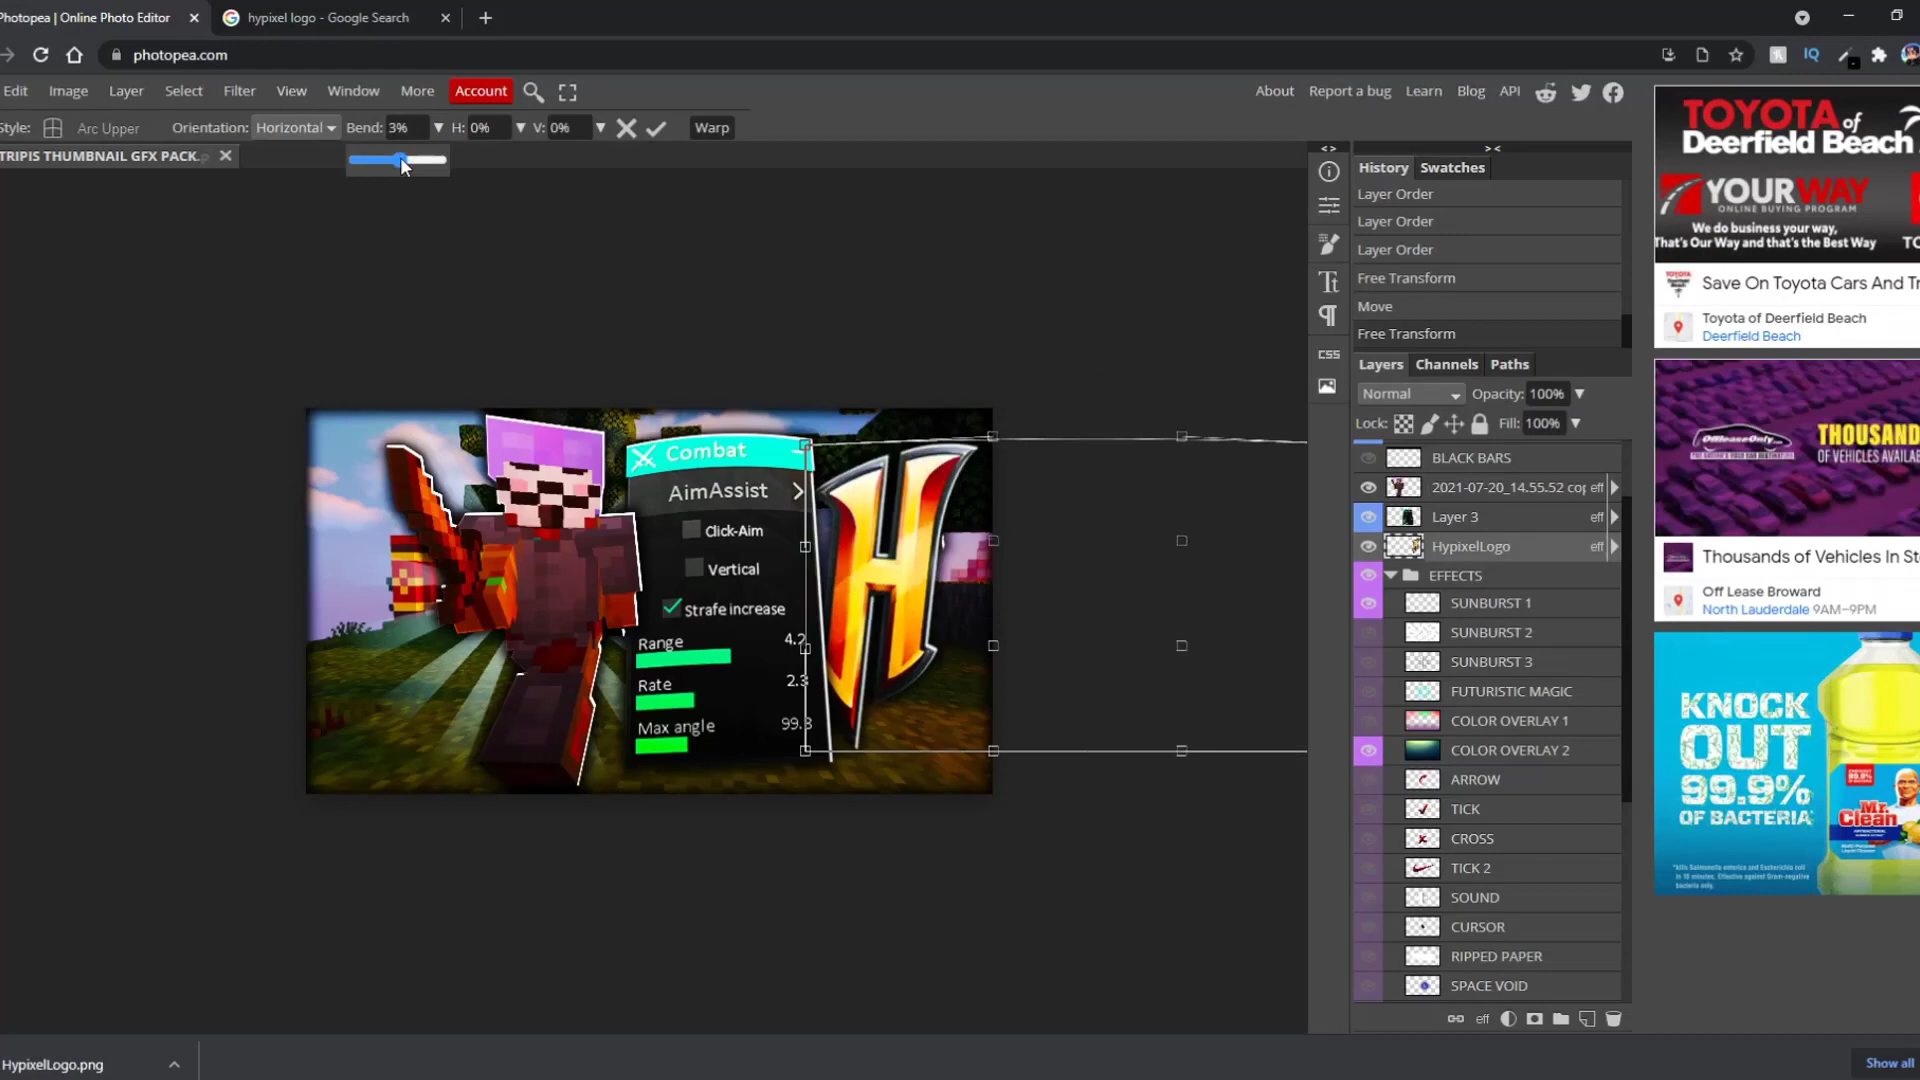 Photopea | Online Photo Editor
hypixel logo - Google Search
photopea.com
IQ
Edit Image Layer Select Filter View Window More Account
About Report a bug Learn Blog API
Style: Arc Upper Orientation: Horizontal Bend: 3% H: 0% V: 0% Warp
TRIPIS THUMBNAIL GFX PACK.p
<> ><
History Swatches
Layer Order
Layer Order
Layer Order
Free Transform
Move
Free Transform
CSS
Layers Channels Paths
Normal Opacity: 100%
Lock: Fill: 100%
BLACK BARS
2021-07-20_14.55.52 cop eff
Layer 3 eff
HypixelLogo eff
EFFECTS
SUNBURST 1
SUNBURST 2
SUNBURST 3
FUTURISTIC MAGIC
COLOR OVERLAY 1
COLOR OVERLAY 2
ARROW
TICK
CROSS
TICK 2
SOUND
CURSOR
RIPPED PAPER
SPACE VOID
eff
Combat
AimAssist
Click-Aim
Vertical
Strafe increase
Range 4.2
Rate 2.3
Max angle 99.8
H
TOYOTA of
Deerfield Beach
YOURWAY
ONLINE BUYING PROGRAM
We do business your way,
That's Our Way and that's the Best Way
Save On Toyota Cars And Tr
Toyota of Deerfield Beach
Deerfield Beach
OffLeaseOnly.
THOUSAND
OF VEHICLES AVAILA
Thousands of Vehicles In St
Off Lease Broward
North Lauderdale 9AM–9PM
KNOCK
OUT
99.9%
OF BACTERIA*
Mr.
Clean
HypixelLogo.png
Show all